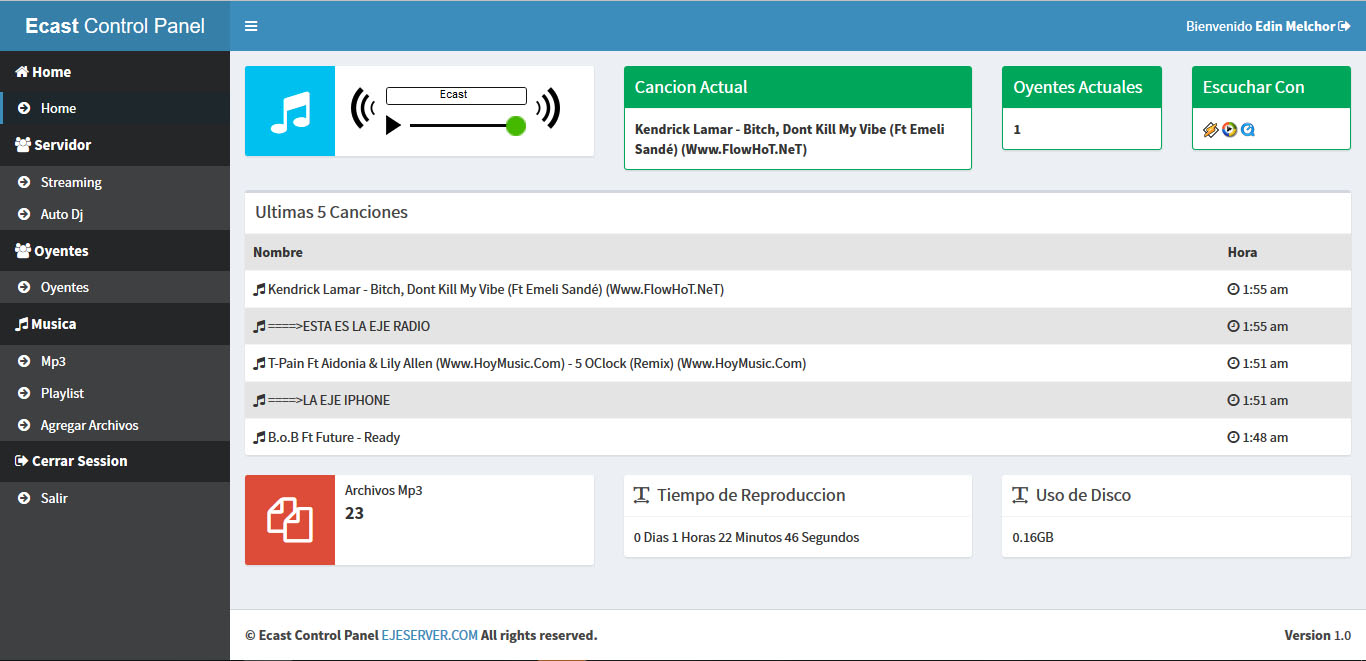 Ecast Control Panel
Bienvenido Edin Melchor
Home
Home
Servidor
Streaming
Auto Dj
Oyentes
Oyentes
Musica
Mp3
Playlist
Agregar Archivos
Cerrar Session
Salir
Ecast
Cancion Actual
Kendrick Lamar - Bitch, Dont Kill My Vibe (Ft Emeli
Sandé) (Www.FlowHoT.NeT)
Oyentes Actuales
1
Escuchar Con
Ultimas 5 Canciones
Nombre Hora
Kendrick Lamar - Bitch, Dont Kill My Vibe (Ft Emeli Sandé) (Www.FlowHoT.NeT) 1:55 am
====>ESTA ES LA EJE RADIO 1:55 am
T-Pain Ft Aidonia & Lily Allen (Www.HoyMusic.Com) - 5 OClock (Remix) (Www.HoyMusic.Com) 1:51 am
====>LA EJE IPHONE 1:51 am
B.o.B Ft Future - Ready 1:48 am
Archivos Mp3
23
Tiempo de Reproduccion
0 Dias 1 Horas 22 Minutos 46 Segundos
Uso de Disco
0.16GB
© Ecast Control Panel EJESERVER.COM All rights reserved.
Version 1.0